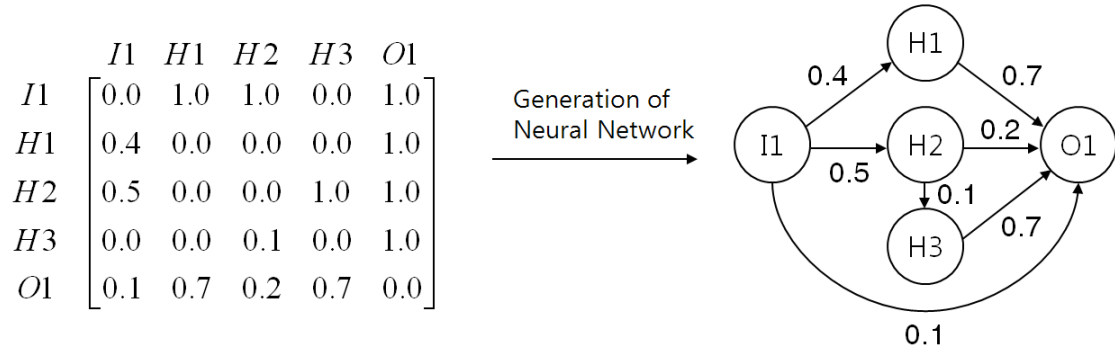 I1 H1 H2 H3 O1
I1 0.0 1.0 1.0 0.0 1.0
H1 0.4 0.0 0.0 0.0 1.0
H2 0.5 0.0 0.0 1.0 1.0
H3 0.0 0.0 0.1 0.0 1.0
O1 0.1 0.7 0.2 0.7 0.0
Generation of
Neural Network
H1
0.4
0.7
I1
H2
0.2
O1
0.5
0.1
H3
0.7
0.1